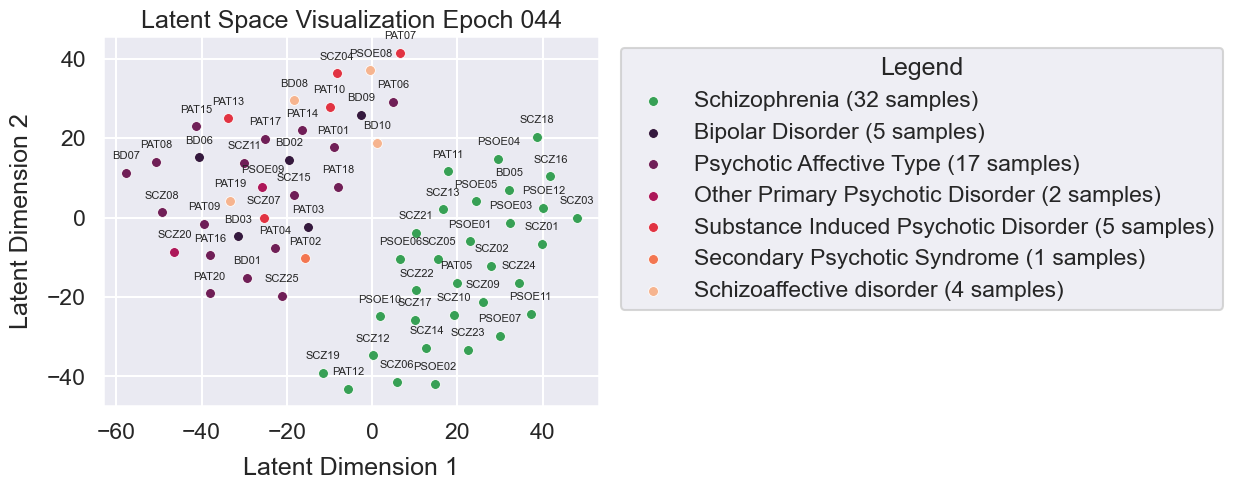 Latent Space Visualization Epoch 044
PAT07
SCZ04
PSOE08
BD08
PAT10
BD09
PAT06
PAT15
PAT13
PAT17
PAT14
BD10
SCZ18
PAT08
BD06
SCZ11
BD02
PAT01
PSOE04
BD07
PSOE09
PAT18
PAT11
SCZ16
PAT19
SCZ15
PSOE05
BD05
SCZ08
SCZ07
PAT03
SCZ13
PSOE03
PSOE12
SCZ03
PAT09
BD03
SCZ21
PSOE01
SCZ01
SCZ20
PAT16
PAT04
PAT02
PSOE06
SCZ05
SCZ02
PAT20
BD01
SCZ25
SCZ22
PAT05
SCZ24
PSOE10
SCZ17
SCZ10
SCZ09
PSOE11
SCZ12
SCZ14
SCZ23
PSOE07
SCZ19
PAT12
SCZ06
PSOE02
40
20
0
−20
−40
−60
−40
−20
0
20
40
Latent Dimension 1
Latent Dimension 2
Legend
Schizophrenia (32 samples)
Bipolar Disorder (5 samples)
Psychotic Affective Type (17 samples)
Other Primary Psychotic Disorder (2 samples)
Substance Induced Psychotic Disorder (5 samples)
Secondary Psychotic Syndrome (1 samples)
Schizoaffective disorder (4 samples)